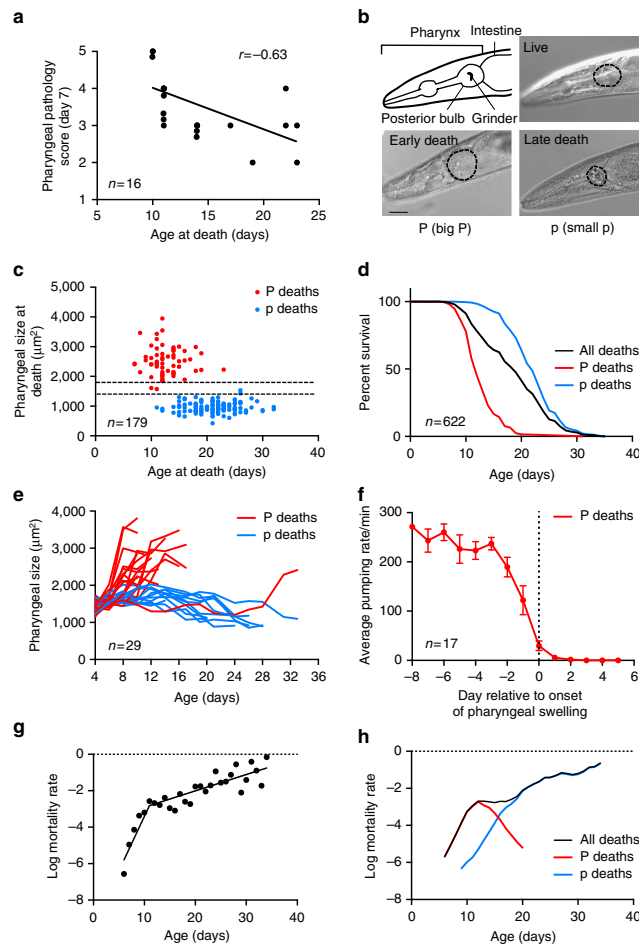 a
Pharyngeal pathology
score (day 7)
5
4
3
2
1
r=−0.63
n=16
5
10
15
20
25
Age at death (days)
b
Pharynx
Intestine
Posterior bulb
Grinder
Live
Early death
Late death
P (big P)
p (small p)
c
Pharyngeal size at
death (μm²)
5,000
4,000
3,000
2,000
1,000
0
P deaths
p deaths
n=179
0
10
20
30
40
Age at death (days)
d
Percent survival
100
50
0
All deaths
P deaths
p deaths
n=622
0
10
20
30
40
Age (days)
e
Pharyngeal size (μm²)
4,000
3,000
2,000
1,000
0
P deaths
p deaths
n=29
4
8
12
16
20
24
28
32
36
Age (days)
f
Average pumping rate/min
300
200
100
0
P deaths
n=17
−8
−6
−4
−2
0
2
4
6
Day relative to onset
of pharyngeal swelling
g
Log mortality rate
0
−2
−4
−6
−8
0
10
20
30
40
Age (days)
h
Log mortality rate
0
−2
−4
−6
−8
All deaths
P deaths
p deaths
0
10
20
30
40
Age (days)